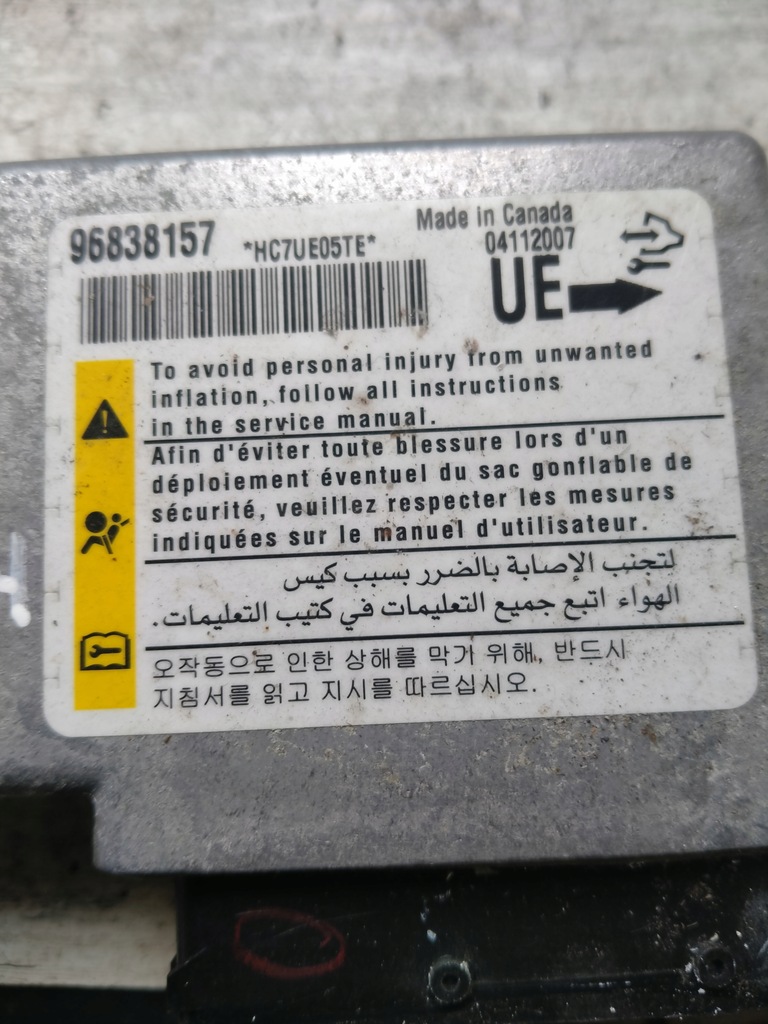 96838157 *HC7UE05TE* Made in Canada
04112007
UE
To avoid personal injury from unwanted
inflation, follow all instructions
in the service manual.
Afin d'éviter toute blessure lors d'un
déploiement éventuel du sac gonflable de
sécurité, veuillez respecter les mesures
indiquées sur le manuel d'utilisateur.
لتجنب الإصابة بالضرر بسبب كيس
الهواء اتبع جميع التعليمات في كتيب التعليمات.
오작동으로 인한 상해를 막기 위해, 반드시
지침서를 읽고 지시를 따르십시오.